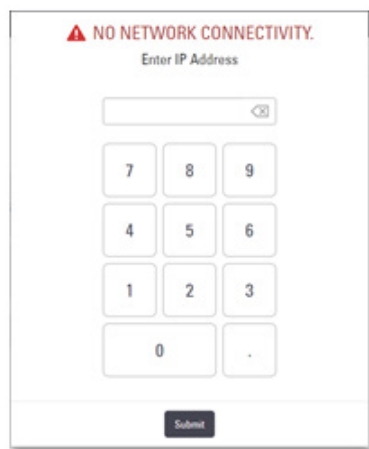 NO NETWORK CONNECTIVITY.
Enter IP Address
7 8 9
4 5 6
1 2 3
0 .
Submit